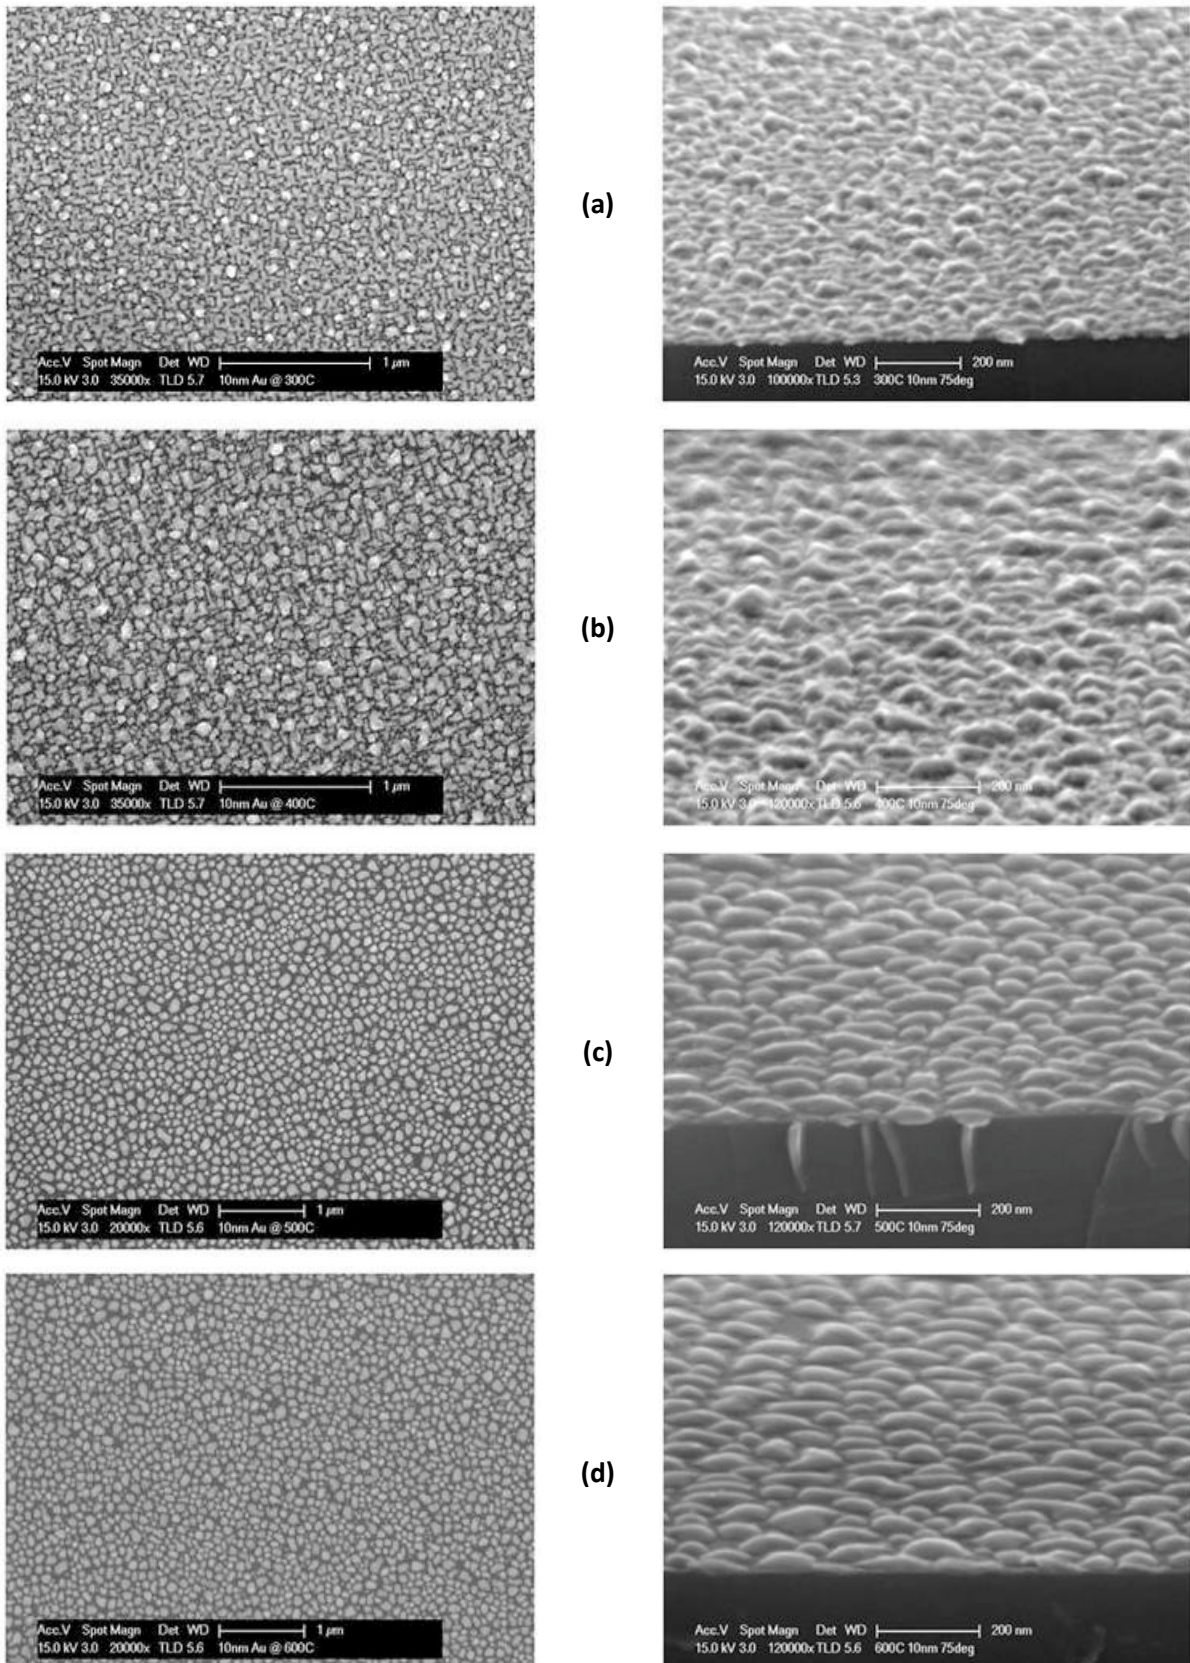 (a)
Acc.V Spot Magn Det WD 1 µm
15.0 kV 3.0 35000x TLD 5.7 10nm Au @ 300C
Acc.V Spot Magn Det WD 200 nm
15.0 kV 3.0 100000x TLD 5.3 300C 10nm 75deg
(b)
Acc.V Spot Magn Det WD 1 µm
15.0 kV 3.0 35000x TLD 5.7 10nm Au @ 400C
Acc.V Spot Magn Det WD 200 nm
15.0 kV 3.0 120000x TLD 5.6 400C 10nm 75deg
(c)
Acc.V Spot Magn Det WD 1 µm
15.0 kV 3.0 20000x TLD 5.6 10nm Au @ 500C
Acc.V Spot Magn Det WD 200 nm
15.0 kV 3.0 120000x TLD 5.7 500C 10nm 75deg
(d)
Acc.V Spot Magn Det WD 1 µm
15.0 kV 3.0 20000x TLD 5.6 10nm Au @ 600C
Acc.V Spot Magn Det WD 200 nm
15.0 kV 3.0 120000x TLD 5.6 600C 10nm 75deg